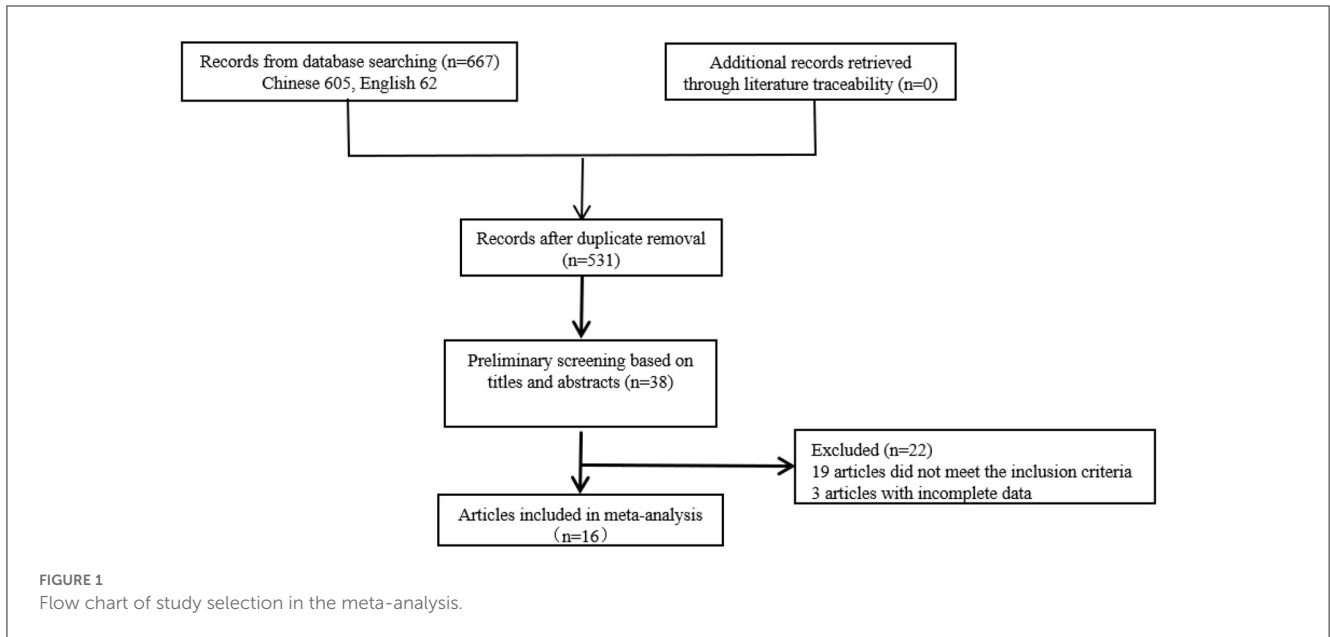 Records from database searching (n=667)
Chinese 605, English 62
Additional records retrieved
through literature traceability (n=0)
Records after duplicate removal
(n=531)
Preliminary screening based on
titles and abstracts (n=38)
Excluded (n=22)
19 articles did not meet the inclusion criteria
3 articles with incomplete data
Articles included in meta-analysis
（n=16）
FIGURE 1
Flow chart of study selection in the meta-analysis.